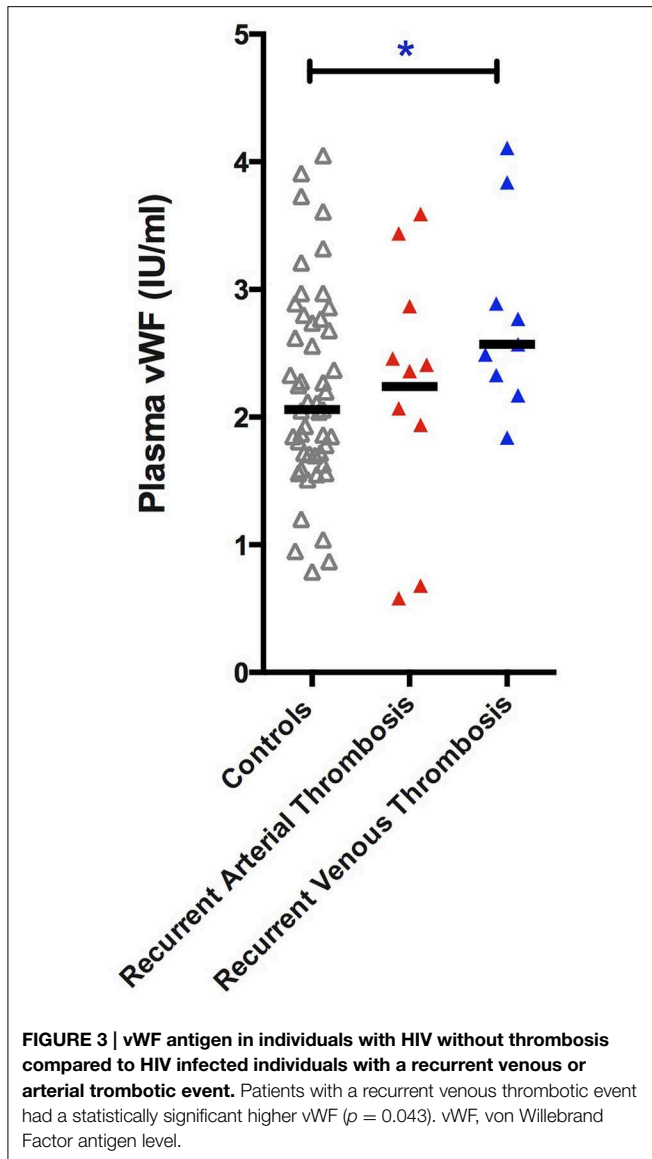 5
*
4
3
2
1
0
Plasma vWF (IU/ml)
Controls
Recurrent Arterial Thrombosis
Recurrent Venous Thrombosis
FIGURE 3 | vWF antigen in individuals with HIV without thrombosis
compared to HIV infected individuals with a recurrent venous or
arterial trombotic event. Patients with a recurrent venous thrombotic event
had a statistically significant higher vWF (p = 0.043). vWF, von Willebrand
Factor antigen level.